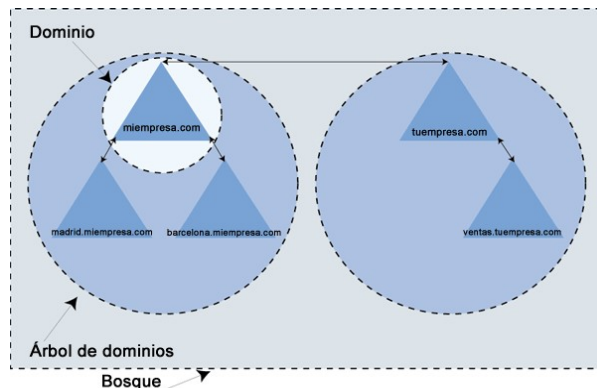 Dominio
miempresa.com
tuempresa.com
madrid.miempresa.com
barcelona.miempresa.com
ventas.tuempresa.com
Árbol de dominios
Bosque